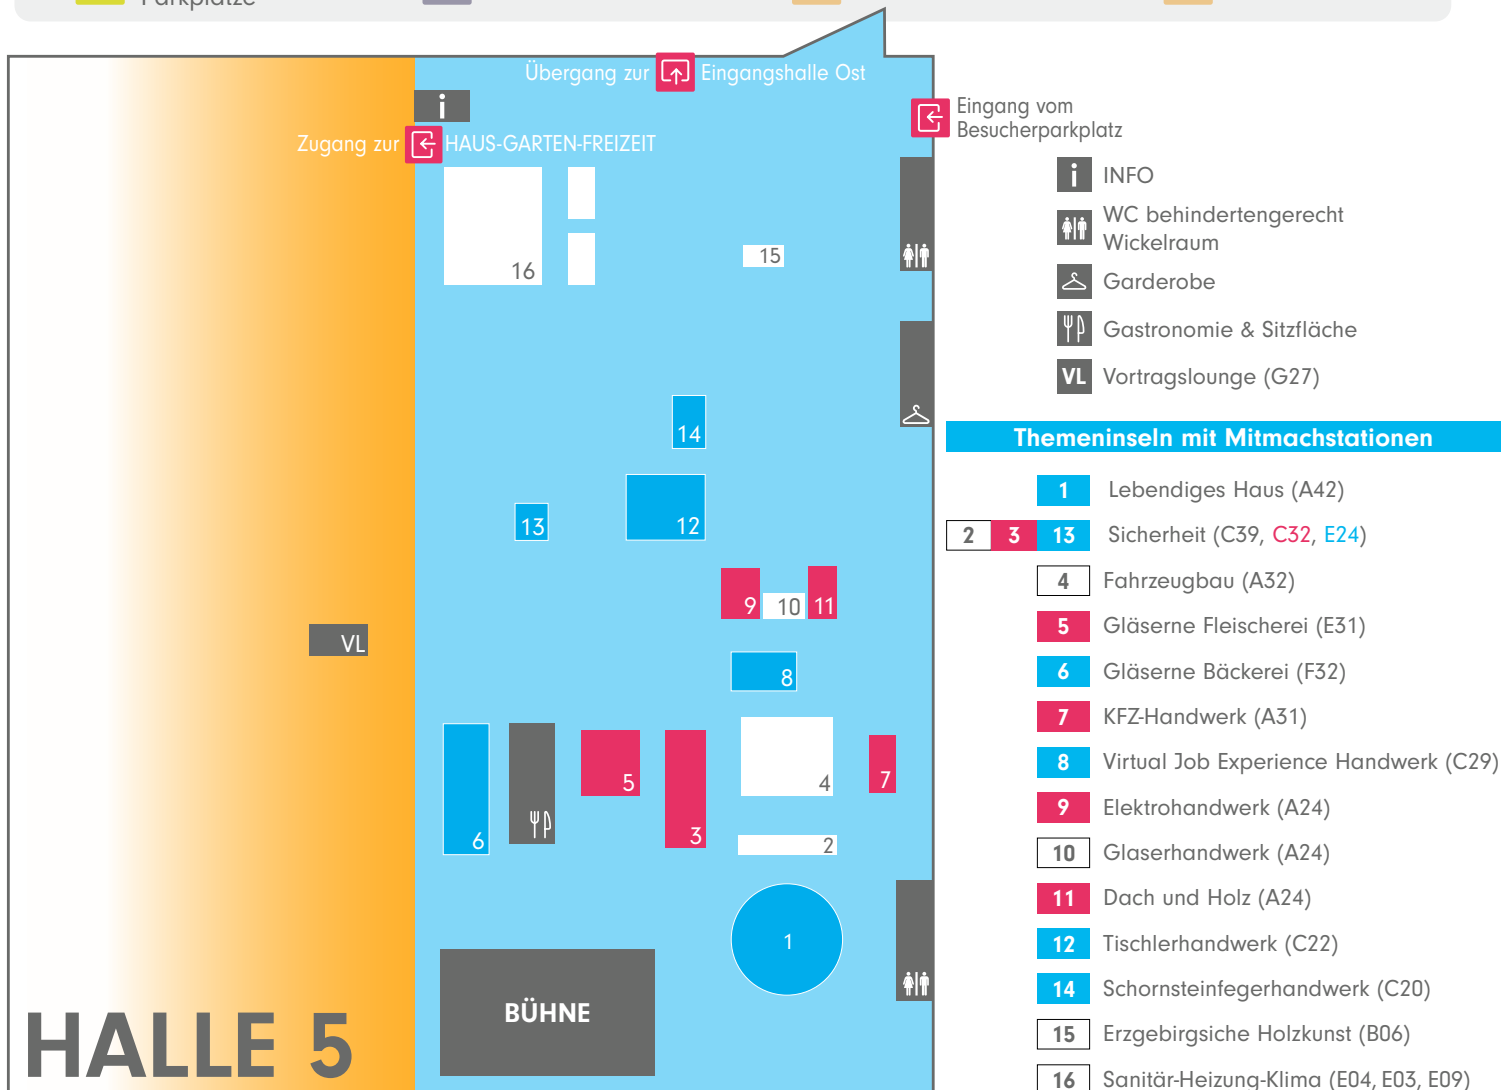 Parkplätze
Übergang zur Eingangshalle Ost
i
Zugang zur HAUS-GARTEN-FREIZEIT
Eingang vom
Besucherparkplatz
16
15
14
13
12
9
10
11
VL
8
6
5
3
4
7
2
1
BÜHNE
HALLE 5
i INFO
WC behindertengerecht
Wickelraum
Garderobe
Gastronomie & Sitzfläche
VL Vortragslounge (G27)
Themeninseln mit Mitmachstationen
1 Lebendiges Haus (A42)
2 3 13 Sicherheit (C39, C32, E24)
4 Fahrzeugbau (A32)
5 Gläserne Fleischerei (E31)
6 Gläserne Bäckerei (F32)
7 KFZ-Handwerk (A31)
8 Virtual Job Experience Handwerk (C29)
9 Elektrohandwerk (A24)
10 Glaserhandwerk (A24)
11 Dach und Holz (A24)
12 Tischlerhandwerk (C22)
14 Schornsteinfegerhandwerk (C20)
15 Erzgebirgsiche Holzkunst (B06)
16 Sanitär-Heizung-Klima (E04, E03, E09)